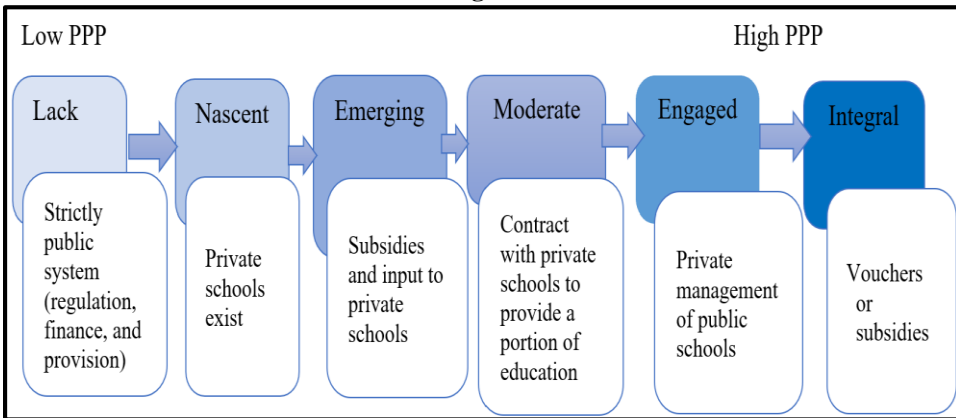 Low PPP
High PPP
Lack
Strictly
public
system
(regulation,
finance, and
provision)
Nascent
Private
schools
exist
Emerging
Subsidies
and input to
private
schools
Moderate
Contract
with private
schools to
provide a
portion of
education
Engaged
Private
management
of public
schools
Integral
Vouchers
or
subsidies